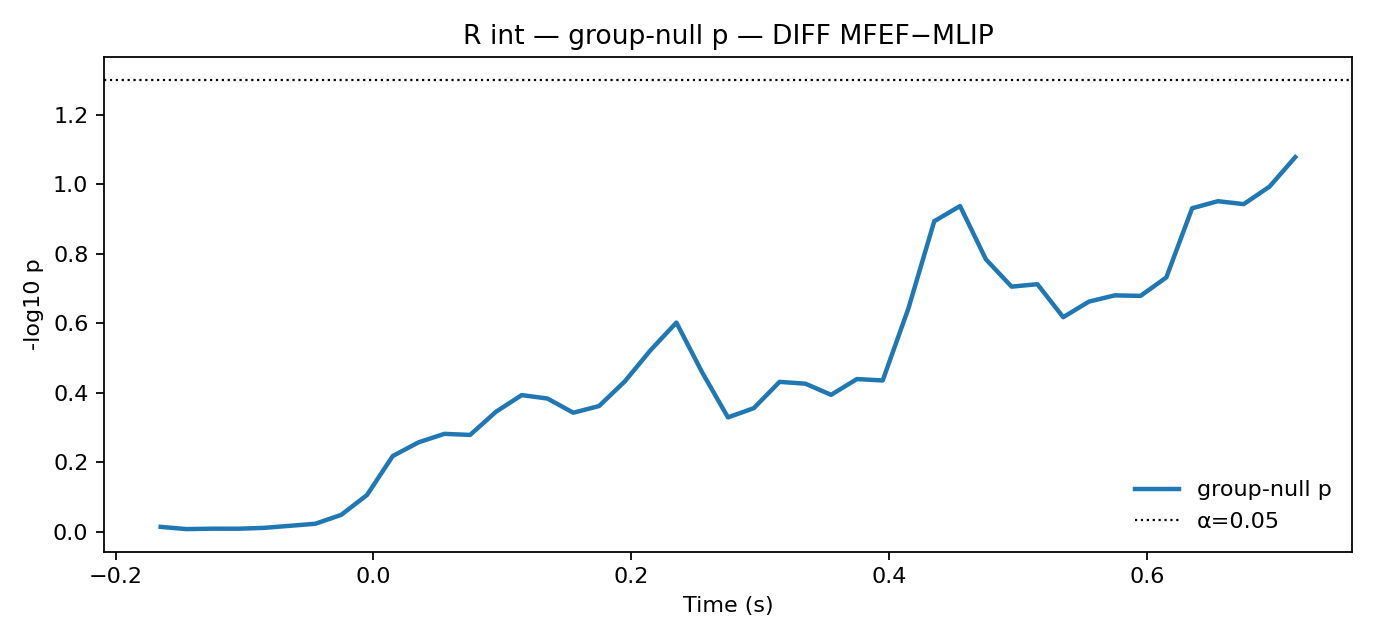 R int — group-null p — DIFF MFEF−MLIP
-log10 p
1.2
1.0
0.8
0.6
0.4
0.2
0.0
−0.2
0.0
0.2
0.4
0.6
Time (s)
group-null p
α=0.05